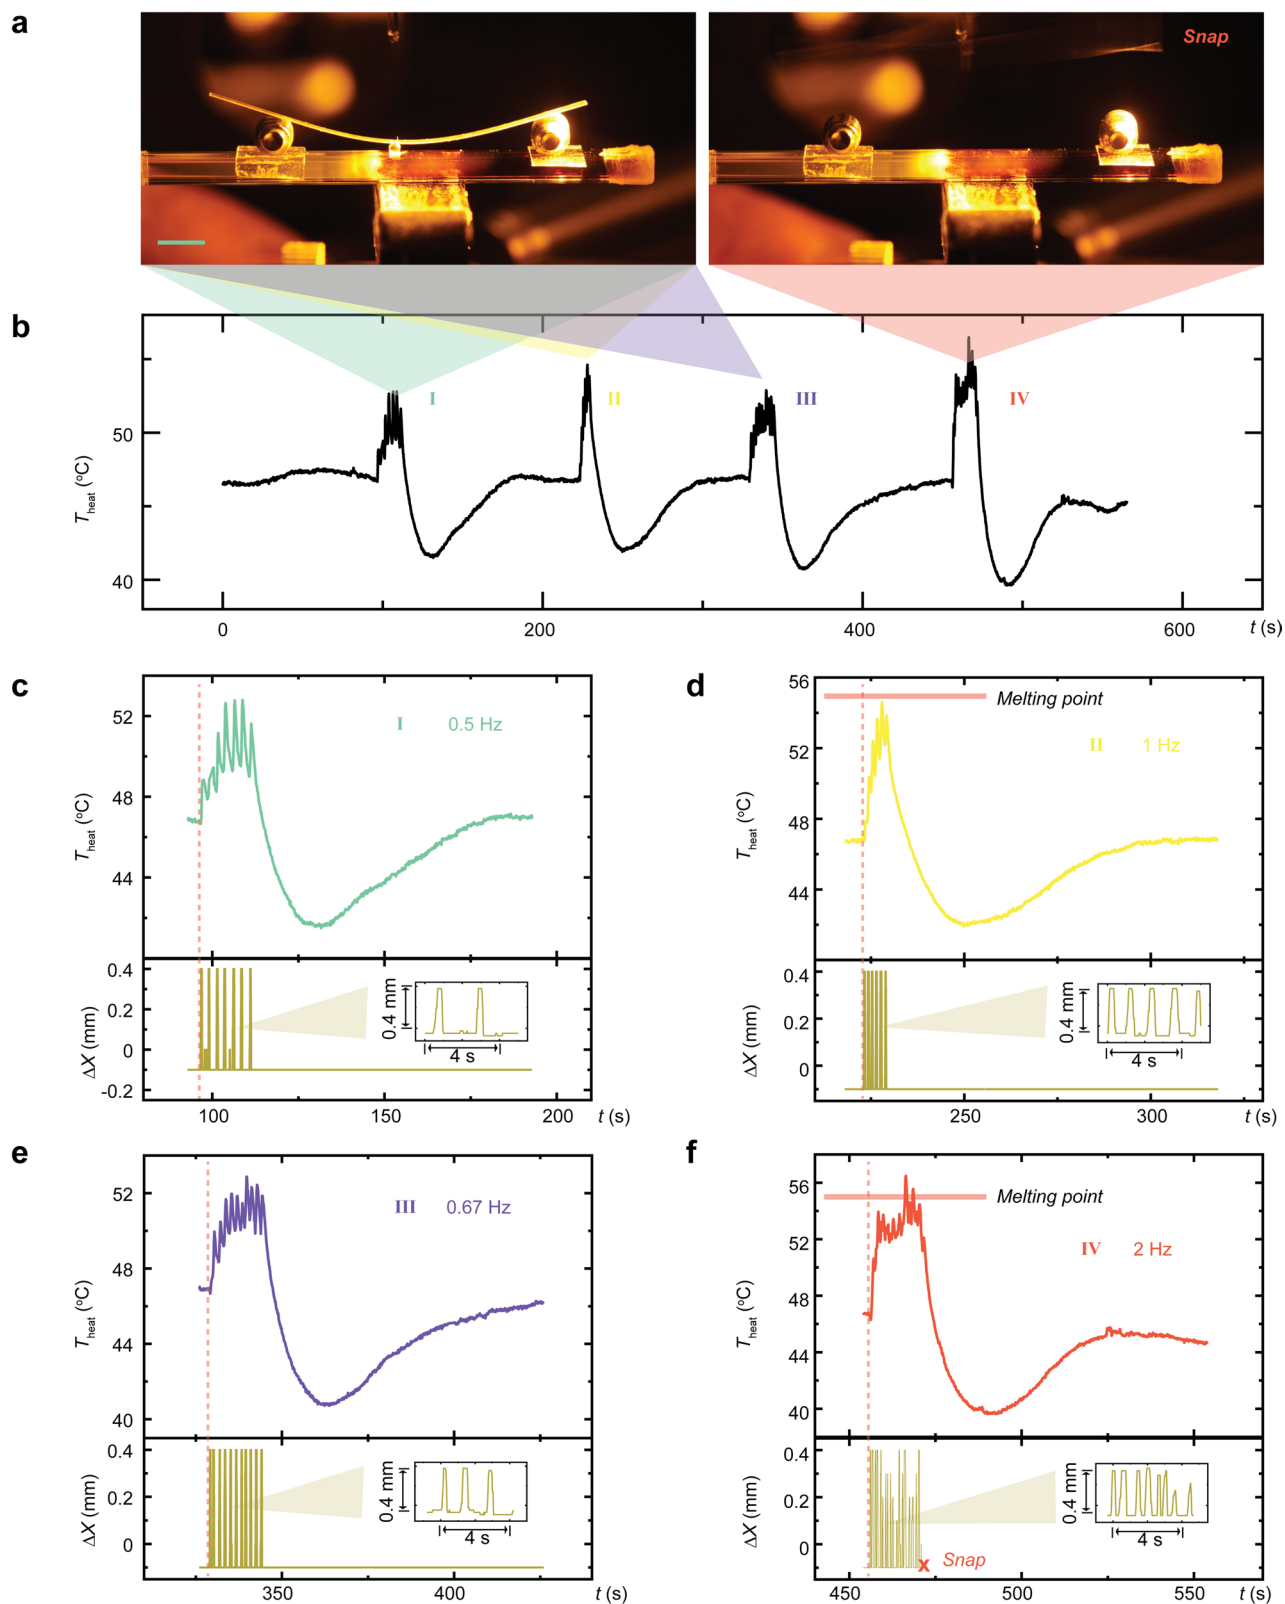 a
Snap
b
I
II
III
IV
50
40
T heat (°C)
0
200
400
600
t (s)
c
52
48
44
T heat (°C)
I 0.5 Hz
0.4
0.2
0
-0.2
ΔX (mm)
0.4 mm
4 s
100
150
200
t (s)
d
56
52
48
44
T heat (°C)
Melting point
II 1 Hz
0.4
0.2
0
ΔX (mm)
0.4 mm
4 s
250
300
t (s)
e
52
48
44
40
T heat (°C)
III 0.67 Hz
0.4
0.2
0
ΔX (mm)
0.4 mm
4 s
350
400
t (s)
f
56
52
48
44
40
T heat (°C)
Melting point
IV 2 Hz
0.4
0.2
0
ΔX (mm)
0.4 mm
4 s
x Snap
450
500
550
t (s)